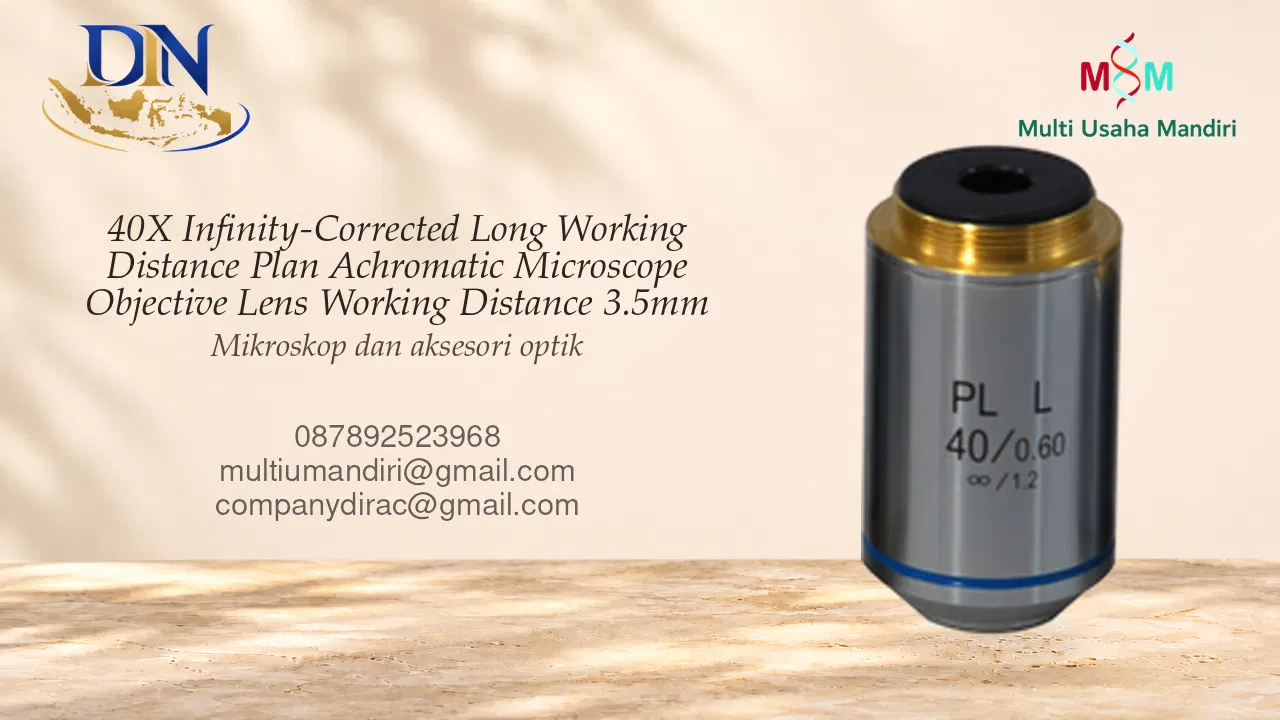 DIN
M M
Multi Usaha Mandiri
40X Infinity-Corrected Long Working
Distance Plan Achromatic Microscope
Objective Lens Working Distance 3.5mm
Mikroskop dan aksesori optik
087892523968
multiumandiri@gmail.com
companydirac@gmail.com
PL L
40/0.60
∞/1.2